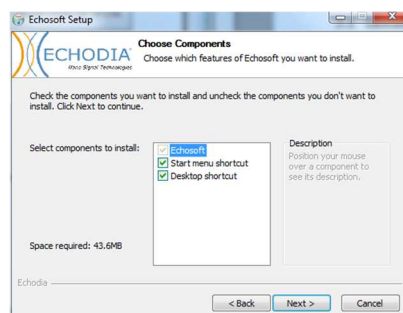 Echosoft Setup
ECHODIA
Hear Signal Technologies
Choose Components
Choose which features of Echosoft you want to install.
Check the components you want to install and uncheck the components you don't want to
install. Click Next to continue.
Select components to install:
Echosoft
Start menu shortcut
Desktop shortcut
Description
Position your mouse
over a component to
see its description.
Space required: 43.6MB
Echodia
< Back
Next >
Cancel